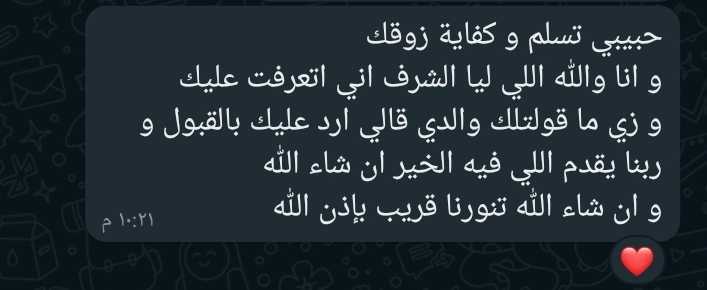 حبيبي تسلم و كفاية زوقك
و انا والله اللي ليا الشرف اني اتعرفت عليك
و زي ما قولتلك والدي قالي ارد عليك بالقبول و
ربنا يقدم اللي فيه الخير ان شاء الله
و ان شاء الله تنورنا قريب بإذن الله
١٠:٢١ م